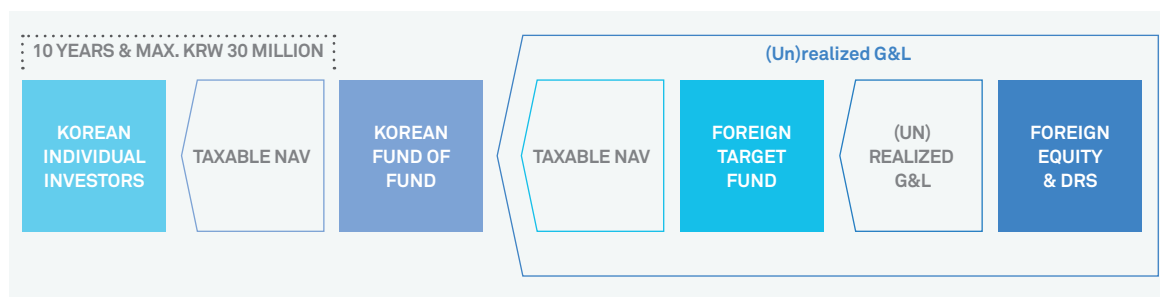 10 YEARS & MAX. KRW 30 MILLION
(Un)realized G&L
KOREAN
INDIVIDUAL
INVESTORS
TAXABLE NAV
KOREAN
FUND OF
FUND
TAXABLE NAV
FOREIGN
TARGET
FUND
(UN)
REALIZED
G&L
FOREIGN
EQUITY
& DRS